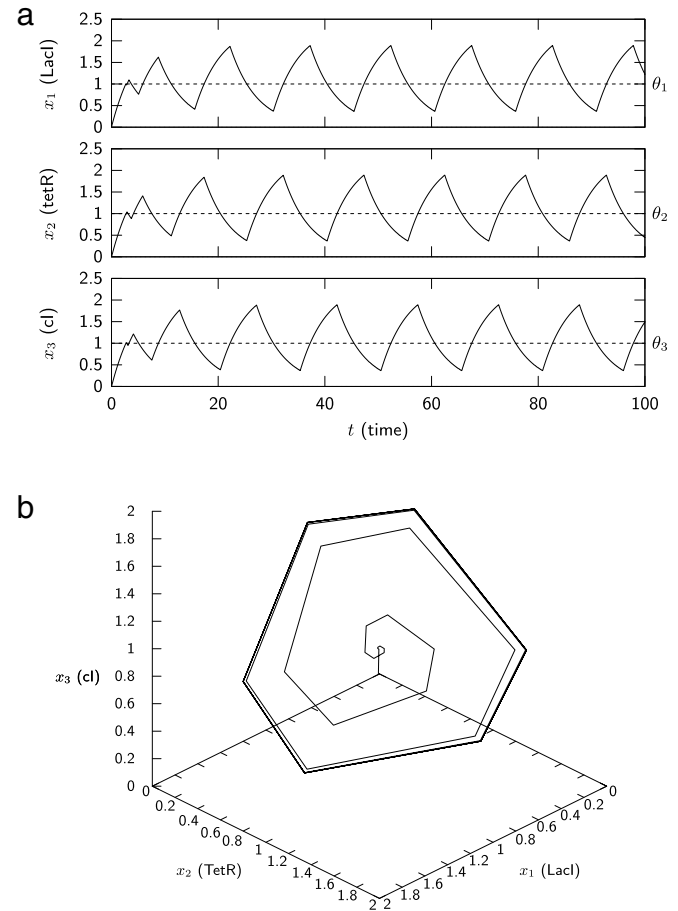 a
2.5
2
1.5
1
0.5
0
x₁ (LacI)
θ₁
2.5
2
1.5
1
0.5
0
x₂ (tetR)
θ₂
2.5
2
1.5
1
0.5
0
x₃ (cI)
θ₃
0 20 40 60 80 100
t (time)
b
2
1.8
1.6
1.4
1.2
1
0.8
0.6
0.4
0.2
0
x₃ (cI)
0 0.2 0.4 0.6 0.8 1 1.2 1.4 1.6 1.8 2
x₂ (TetR)
2 1.8 1.6 1.4 1.2 1 0.8 0.6 0.4 0.2 0
x₁ (LacI)